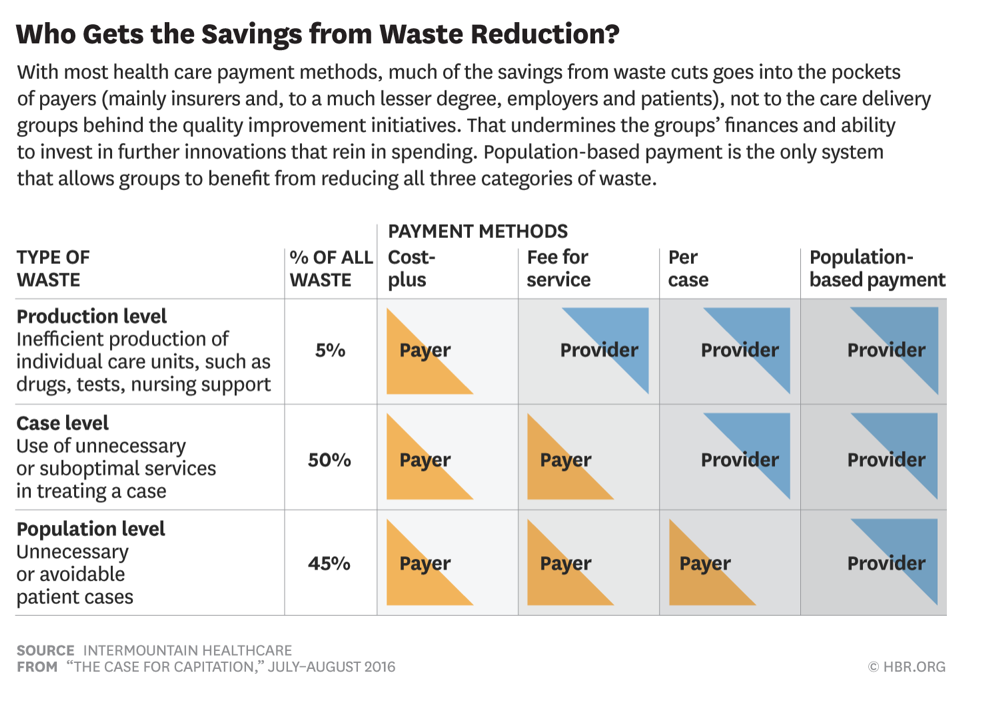 Who Gets the Savings from Waste Reduction?
With most health care payment methods, much of the savings from waste cuts goes into the pockets
of payers (mainly insurers and, to a much lesser degree, employers and patients), not to the care delivery
groups behind the quality improvement initiatives. That undermines the groups’ finances and ability
to invest in further innovations that rein in spending. Population-based payment is the only system
that allows groups to benefit from reducing all three categories of waste.
PAYMENT METHODS
TYPE OF
WASTE
% OF ALL
WASTE
Cost-
plus
Fee for
service
Per
case
Population-
based payment
Production level
Inefficient production of
individual care units, such as
drugs, tests, nursing support
5%
Payer
Provider
Provider
Provider
Case level
Use of unnecessary
or suboptimal services
in treating a case
50%
Payer
Payer
Provider
Provider
Population level
Unnecessary
or avoidable
patient cases
45%
Payer
Payer
Payer
Provider
SOURCE INTERMOUNTAIN HEALTHCARE
FROM “THE CASE FOR CAPITATION,” JULY–AUGUST 2016
© HBR.ORG